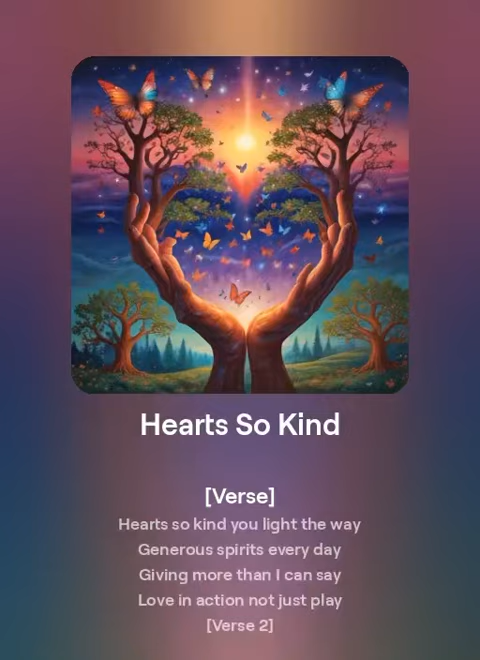 Hearts So Kind
[Verse]
Hearts so kind you light the way
Generous spirits every day
Giving more than I can say
Love in action not just play
[Verse 2]